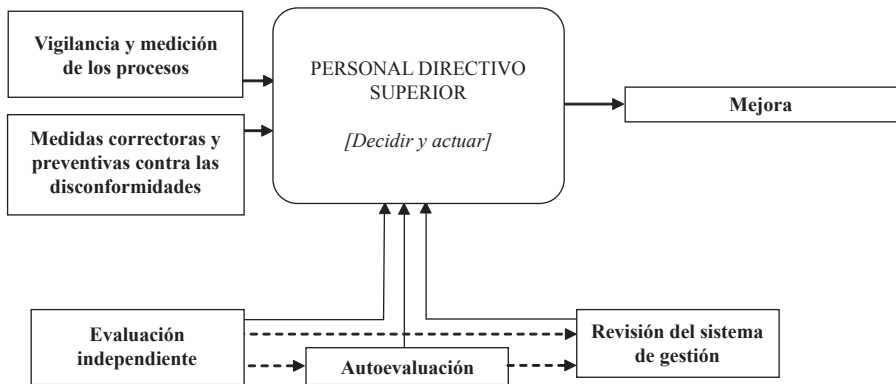 Vigilancia y medición
de los procesos
PERSONAL DIRECTIVO
SUPERIOR
[Decidir y actuar]
Mejora
Medidas correctoras y
preventivas contra las
disconformidades
Evaluación
independiente
Autoevaluación
Revisión del sistema
de gestión